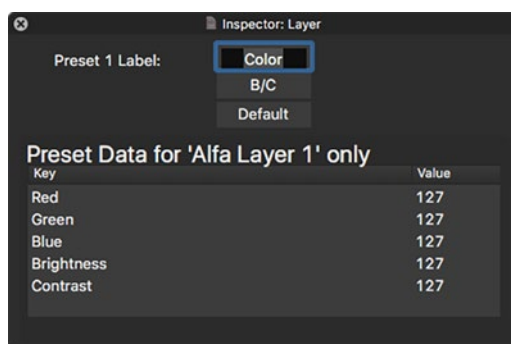 Inspector: Layer
Preset 1 Label: Color
B/C
Default
Preset Data for 'Alfa Layer 1' only
Key Value
Red 127
Green 127
Blue 127
Brightness 127
Contrast 127